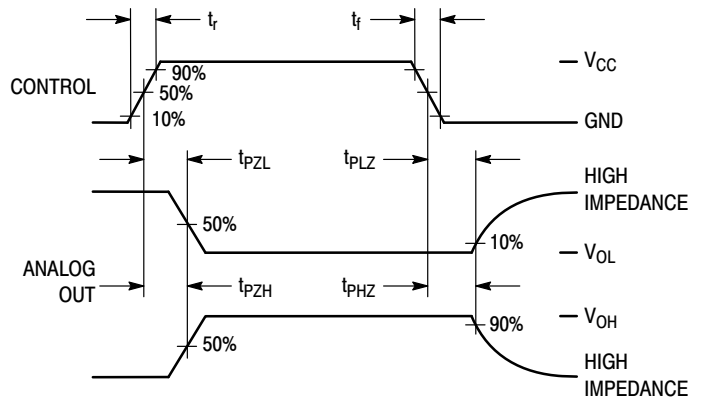 tr
tf
CONTROL
90%
50%
10%
VCC
GND
tPZL
tPLZ
HIGH
IMPEDANCE
50%
10%
VOL
ANALOG
OUT
tPZH
tPHZ
VOH
50%
90%
HIGH
IMPEDANCE